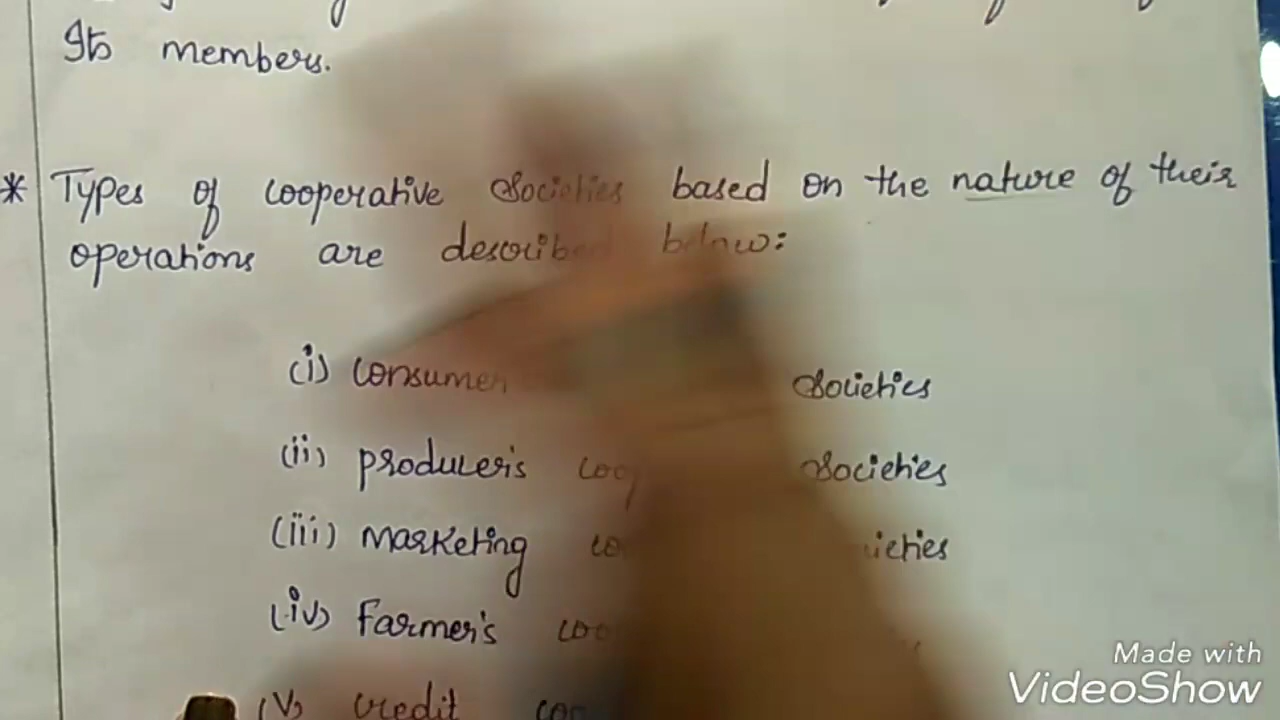 Its members.
* Types of cooperative Societies based on the nature of their
operations are described below:
(i) consumer Societies
(ii) producer's Societies
(iii) marketing
(iv) Farmer's
(v) credit
Made with
VideoShow